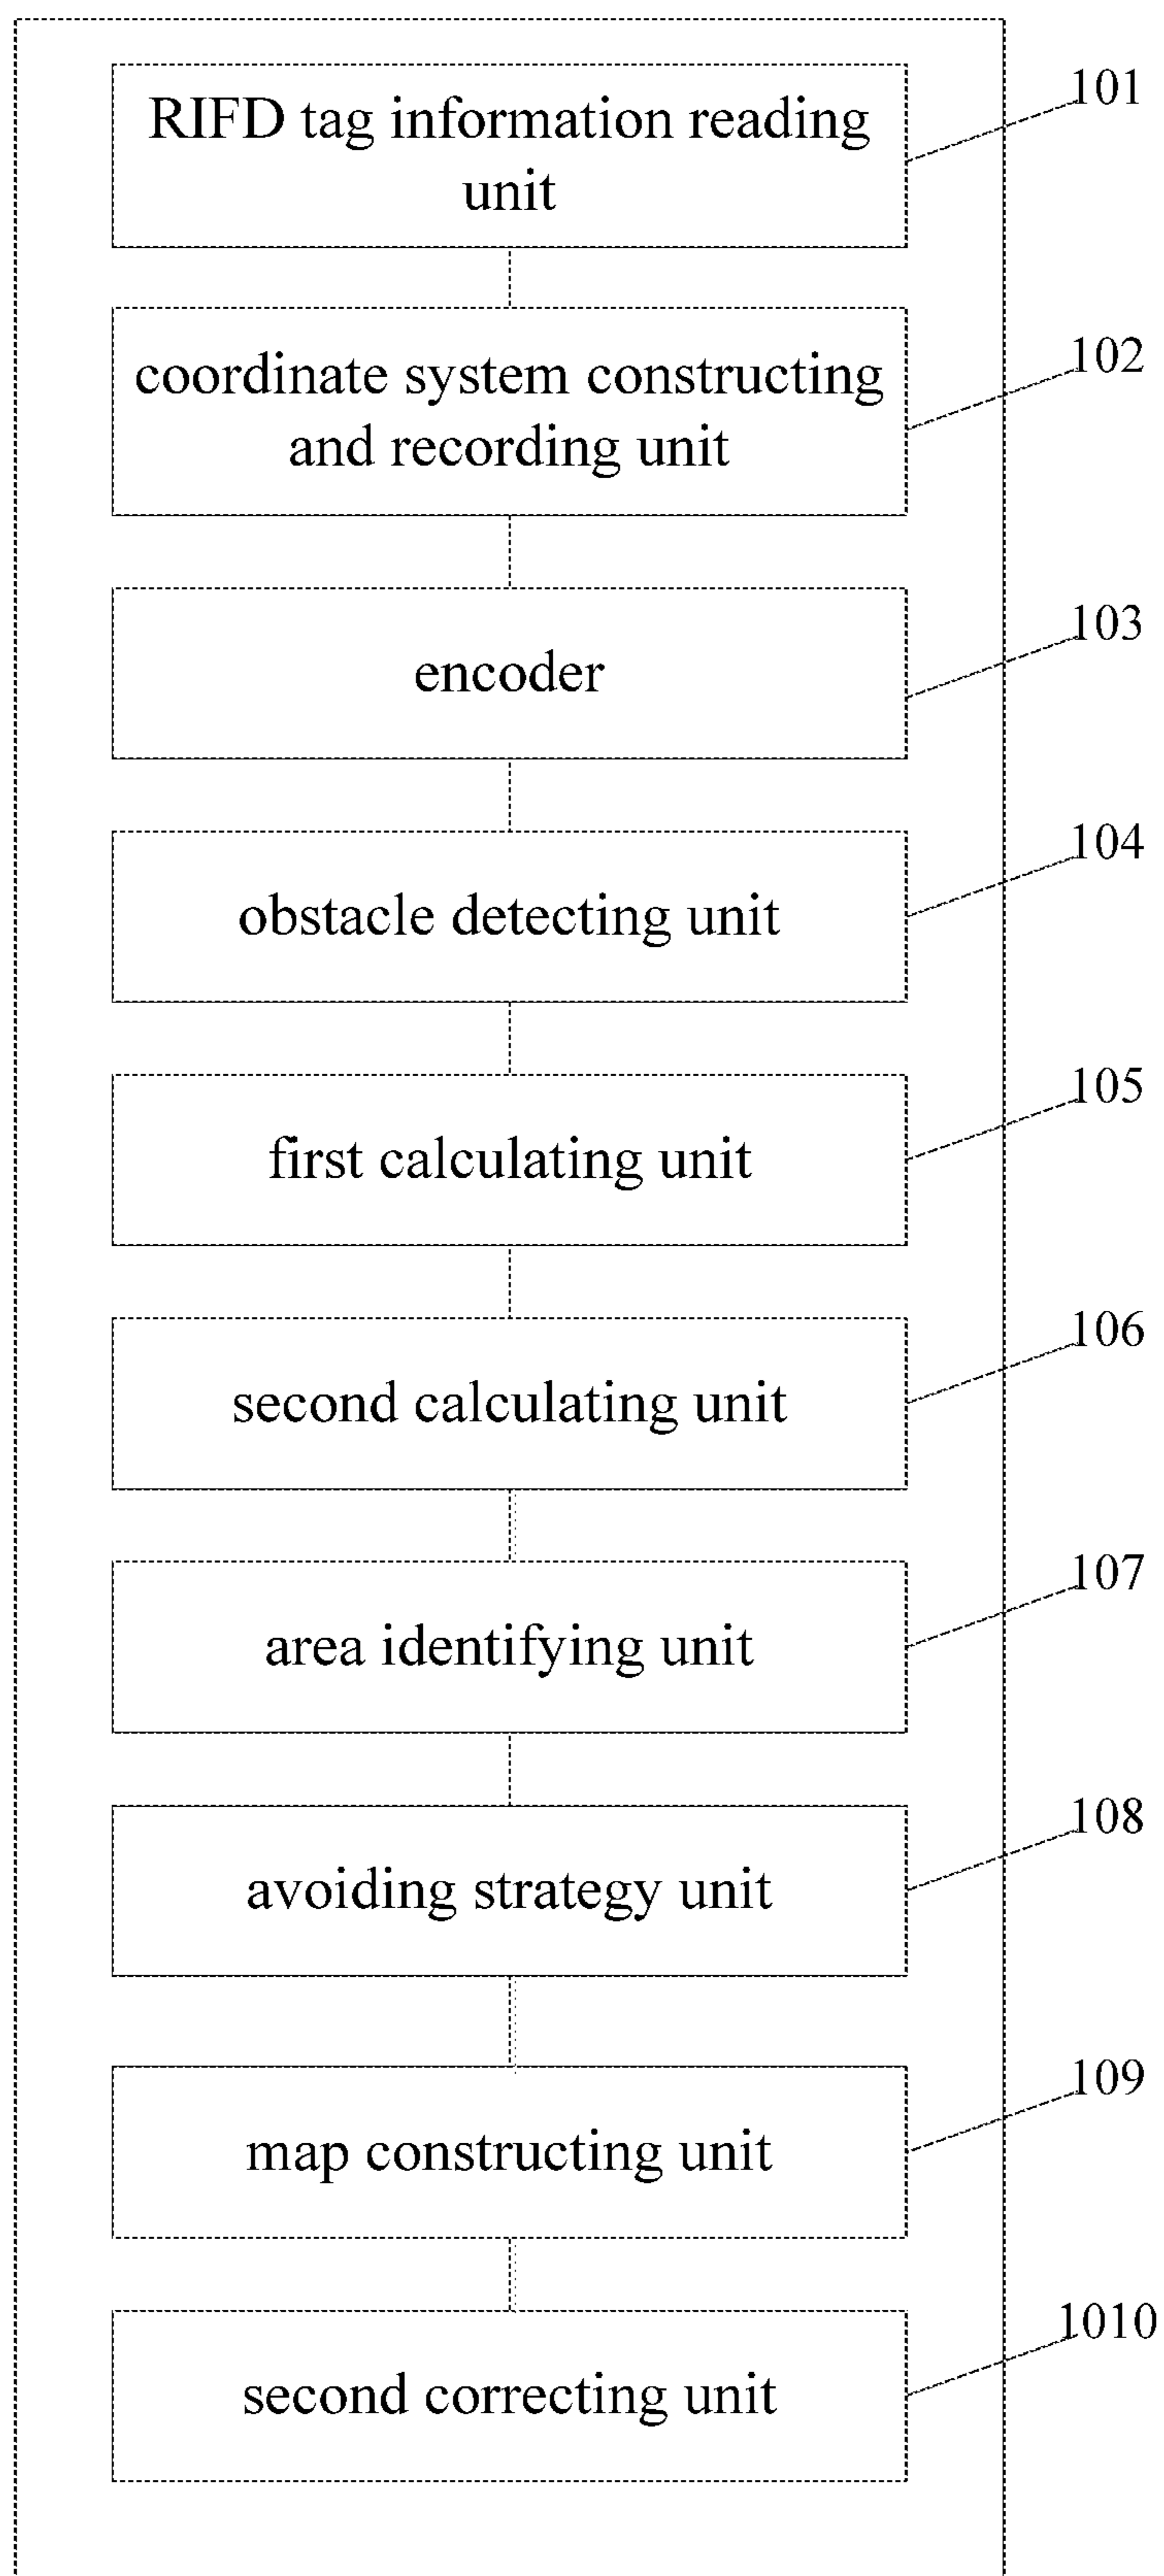 RIFD tag information reading
unit
101
coordinate system constructing
and recording unit
102
encoder
103
obstacle detecting unit
104
first calculating unit
105
second calculating unit
106
area identifying unit
107
avoiding strategy unit
108
map constructing unit
109
second correcting unit
1010